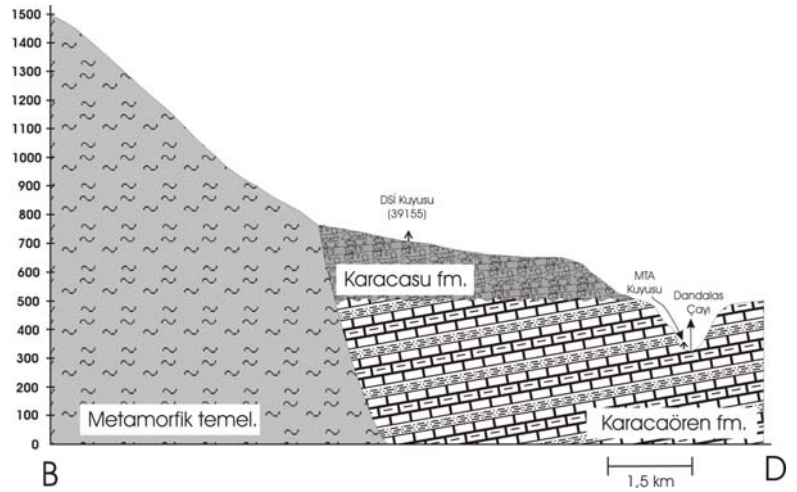 1500
1400
1300
1200
1100
1000
900
800
700
600
500
400
300
200
100
0
DSİ Kuyusu
(39155)
Karacasu fm.
MTA
Kuyusu
Dandalas
Çayı
Metamorfik temel.
Karacaören fm.
B
D
1,5 km